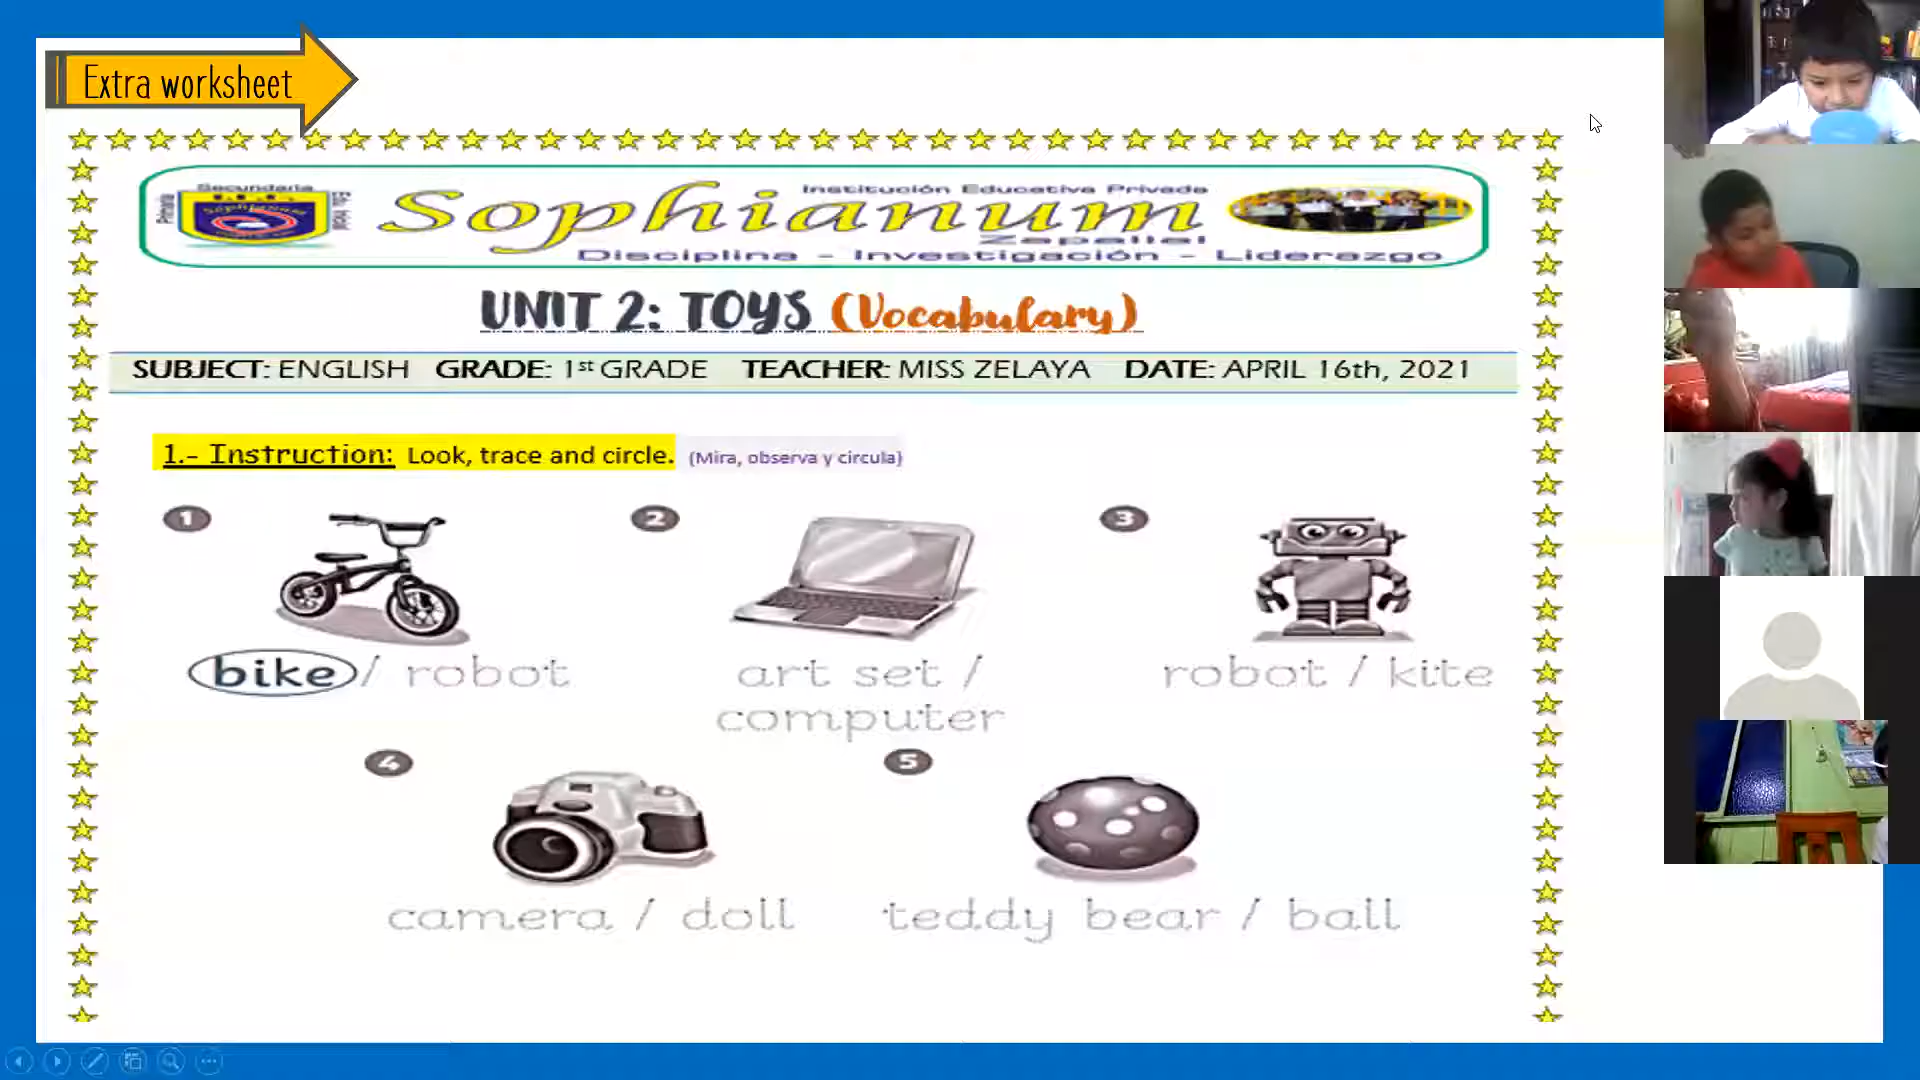 Extra worksheet
Secundaria
Primaria
Sophianum
Institución Educativa Privada
Sophianum
Zapallal
Disciplina - Investigación - Liderazgo
UNIT 2: TOYS (Vocabulary)
SUBJECT: ENGLISH GRADE: 1st GRADE TEACHER: MISS ZELAYA DATE: APRIL 16th, 2021
1.- Instruction: Look, trace and circle. (Mira, observa y circula)
1
2
3
bike / robot
art set /
computer
robot / kite
4
5
camera / doll
teddy bear / ball